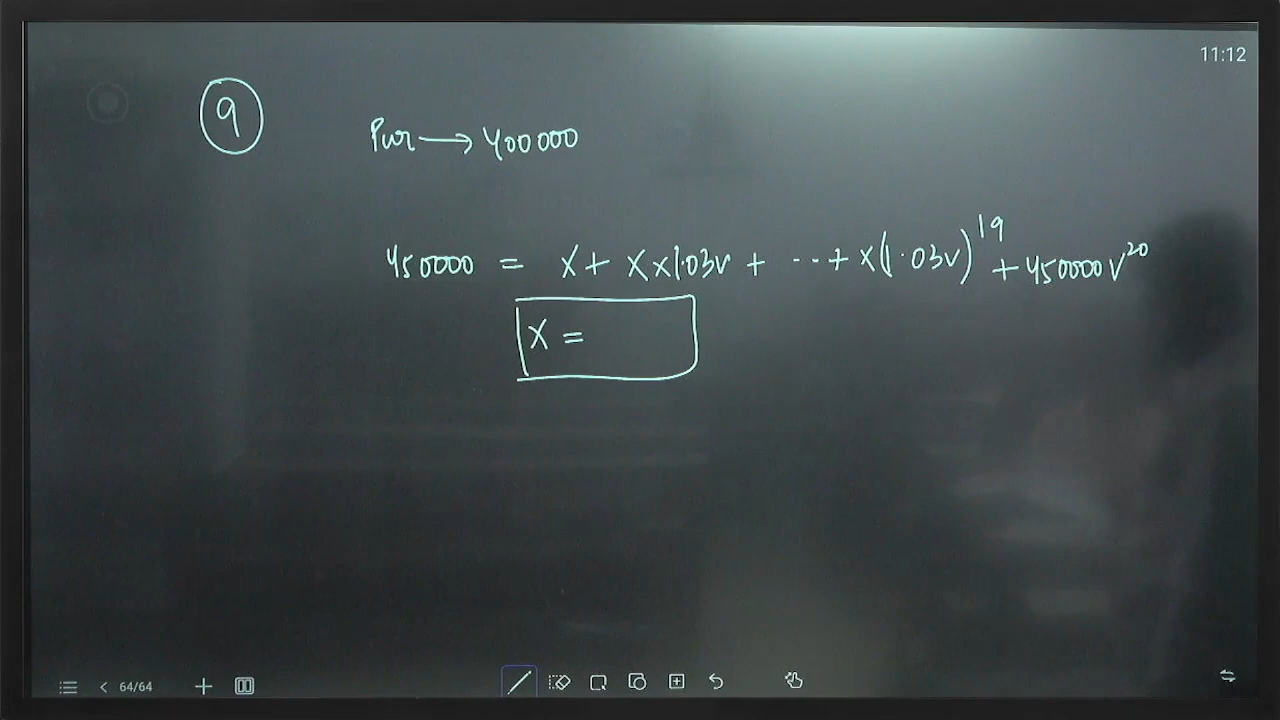 11:12
9
Pur → 400000
450000 = X + X x 1.03v + ... + x(1.03v)^19 + 450000v^20
X =
64/64